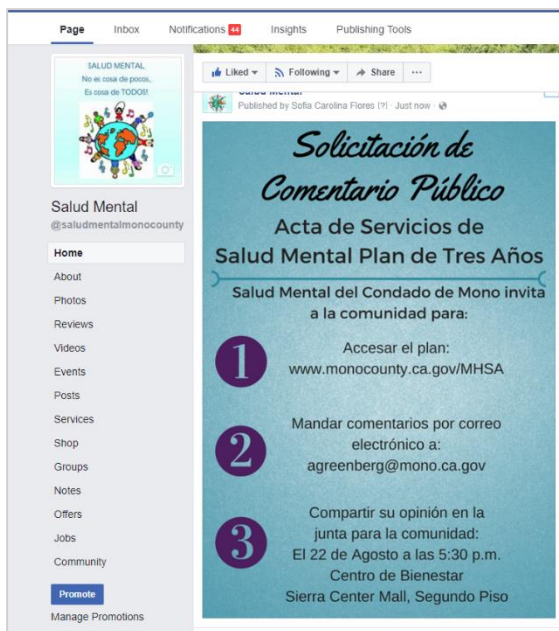 Page Inbox Notifications 44 Insights Publishing Tools
SALUD MENTAL
No es cosa de pocos,
Es cosa de TODOS!
Salud Mental
@saludmentalmonocounty
Home
About
Photos
Reviews
Videos
Events
Posts
Services
Shop
Groups
Notes
Offers
Jobs
Community
Promote
Manage Promotions
Liked Following Share ...
Salud Mental
Published by Sofia Carolina Flores [?] · Just now ·
Solicitación de
Comentario Público
Acta de Servicios de
Salud Mental Plan de Tres Años
Salud Mental del Condado de Mono invita
a la comunidad para:
1
Accesar el plan:
www.monocounty.ca.gov/MHSA
2
Mandar comentarios por correo
electrónico a:
agreenberg@mono.ca.gov
3
Compartir su opinión en la
junta para la comunidad:
El 22 de Agosto a las 5:30 p.m.
Centro de Bienestar
Sierra Center Mall, Segundo Piso